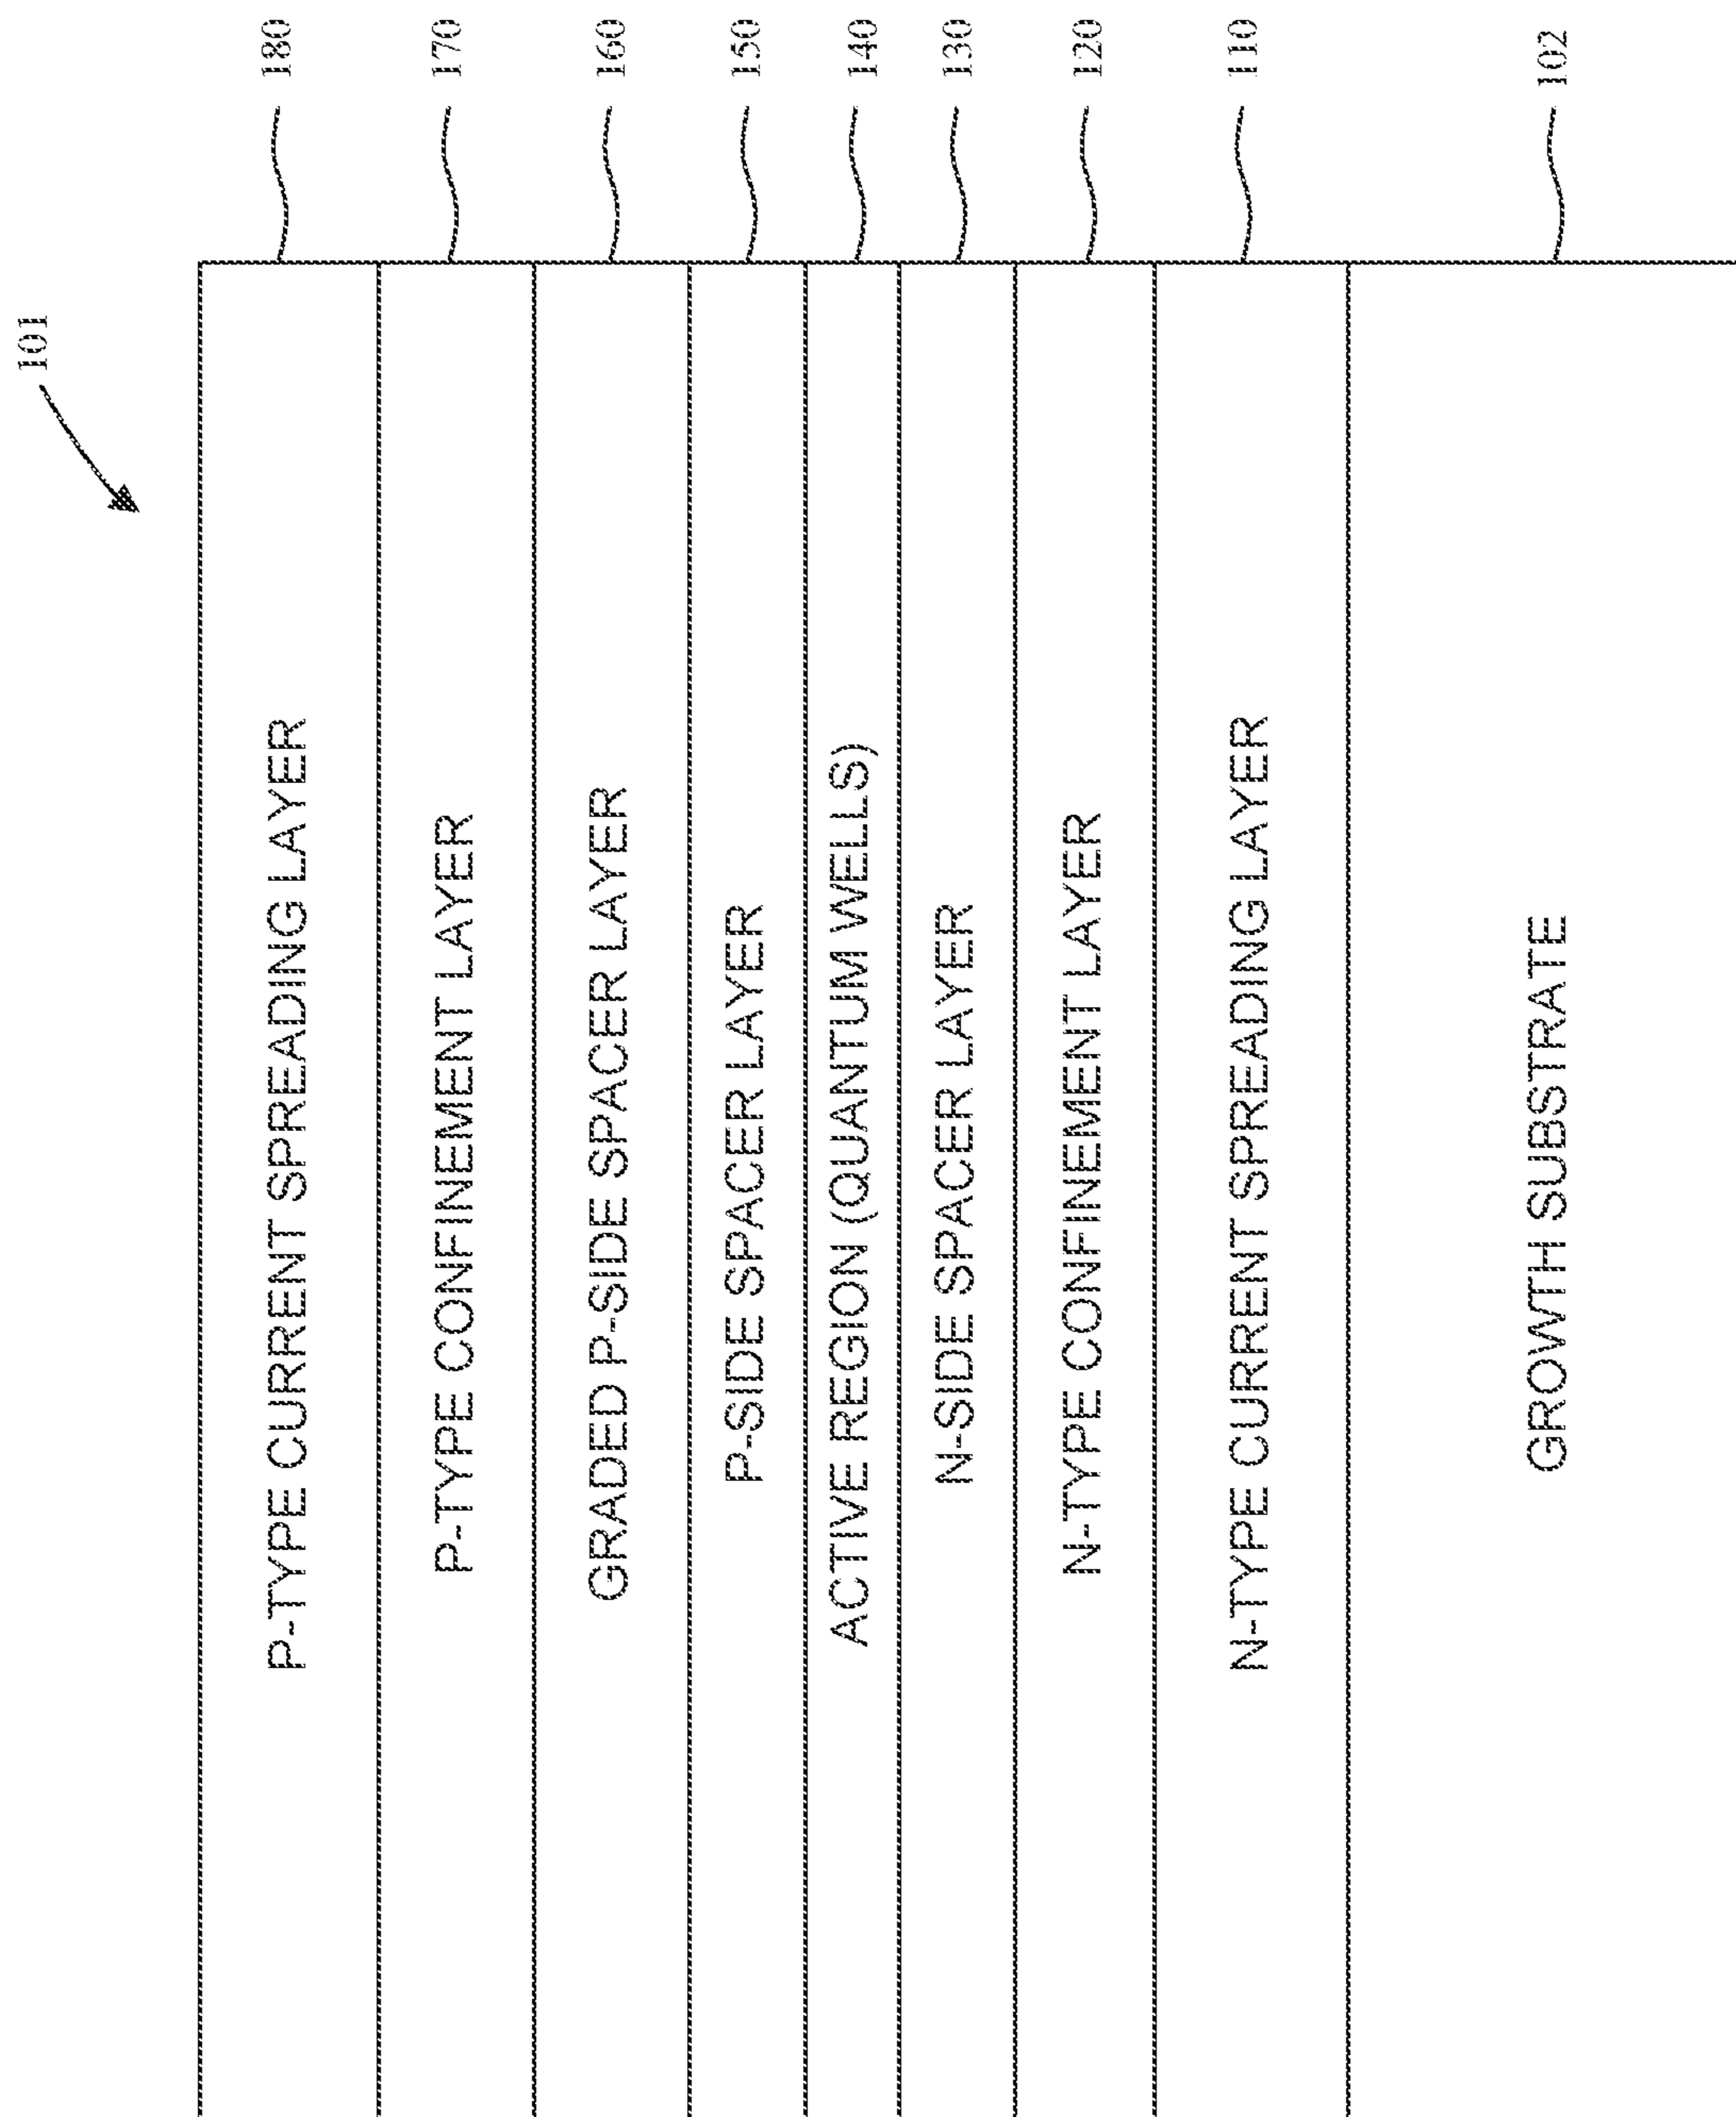 101
P-TYPE CURRENT SPREADING LAYER 180
P-TYPE CONFINEMENT LAYER 170
GRADED P-SIDE SPACER LAYER 160
P-SIDE SPACER LAYER 150
ACTIVE REGION (QUANTUM WELLS) 140
N-SIDE SPACER LAYER 130
N-TYPE CONFINEMENT LAYER 120
N-TYPE CURRENT SPREADING LAYER 110
GROWTH SUBSTRATE 102